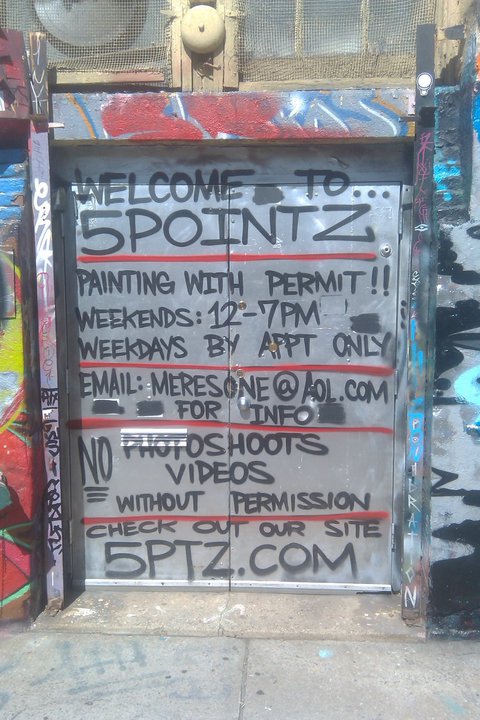 WELCOME TO...
5POINTZ
PAINTING WITH PERMIT!!
WEEKENDS: 12-7PM
WEEKDAYS BY APPT ONLY
EMAIL: MERESONE@AOL.COM
FOR INFO
NO PHOTOSHOOTS
VIDEOS
WITHOUT PERMISSION
CHECK OUT OUR SITE
5PTZ.COM